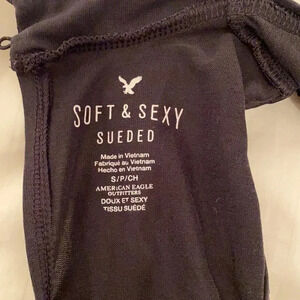 SOFT & SEXY
SUEDED
Made in Vietnam
Fabriqué au Vietnam
Hecho en Vietnam
S/P/CH
AMERICAN EAGLE
OUTFITTERS
DOUX ET SEXY
TISSU SUÉDÉ